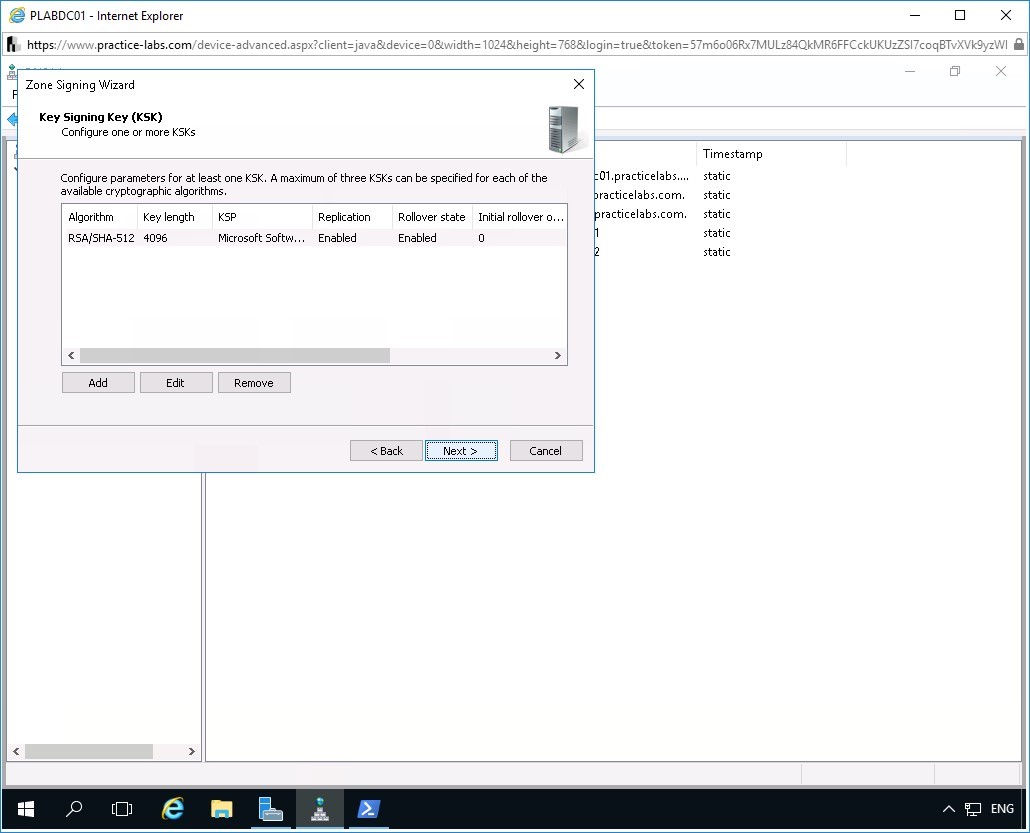 PLABDC01 - Internet Explorer
https://www.practice-labs.com/device-advanced.aspx?client=java&device=0&width=1024&height=768&login=true&token=57m6o06Rx7MULz84QkMR6FFCckUKUzZSI7coqBTvXVk9yzWl
Zone Signing Wizard
Key Signing Key (KSK)
Configure one or more KSKs
Configure parameters for at least one KSK. A maximum of three KSKs can be specified for each of the
available cryptographic algorithms.
Algorithm Key length KSP Replication Rollover state Initial rollover o...
RSA/SHA-512 4096 Microsoft Softw... Enabled Enabled 0
Add Edit Remove
< Back Next > Cancel
Timestamp
c01.practicelabs.... static
practicelabs.com. static
practicelabs.com. static
1 static
2 static
ENG